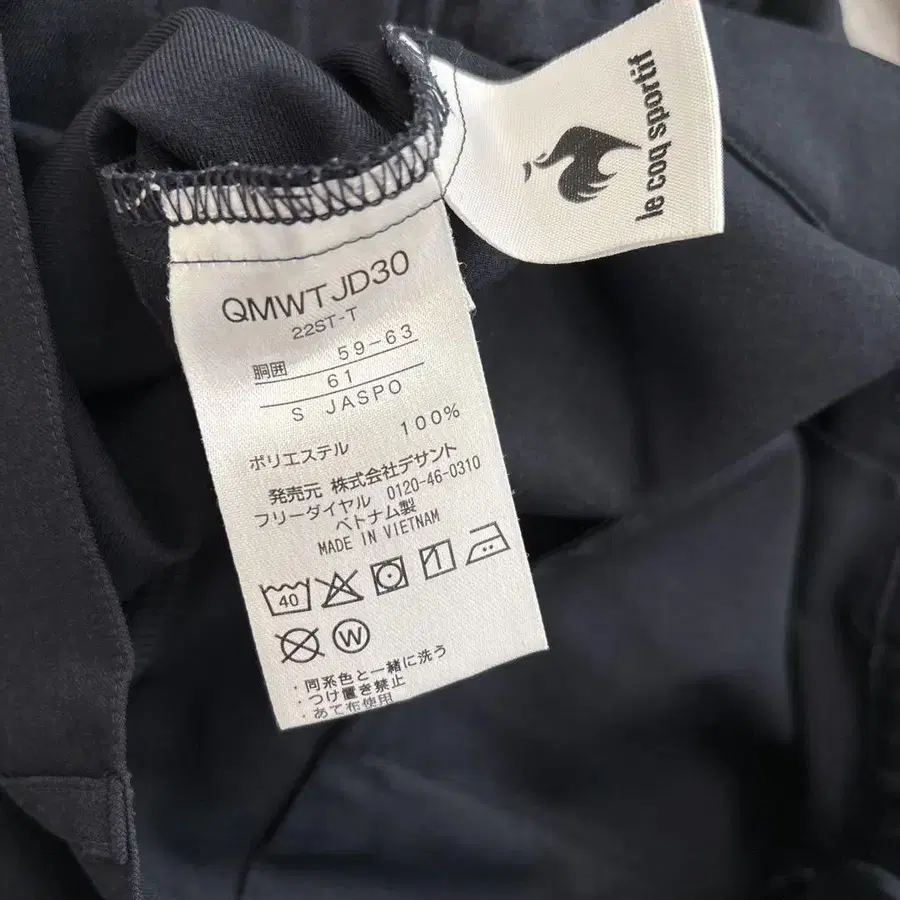 le coq sportif
QMWTJD30
22ST-T
胴囲 59-63
61
S JASPO
ポリエステル 100%
発売元 株式会社デサント
フリーダイヤル 0120-46-0310
ベトナム製
MADE IN VIETNAM
40
W
・同系色と一緒に洗う
・つけ置き禁止
・あて布使用